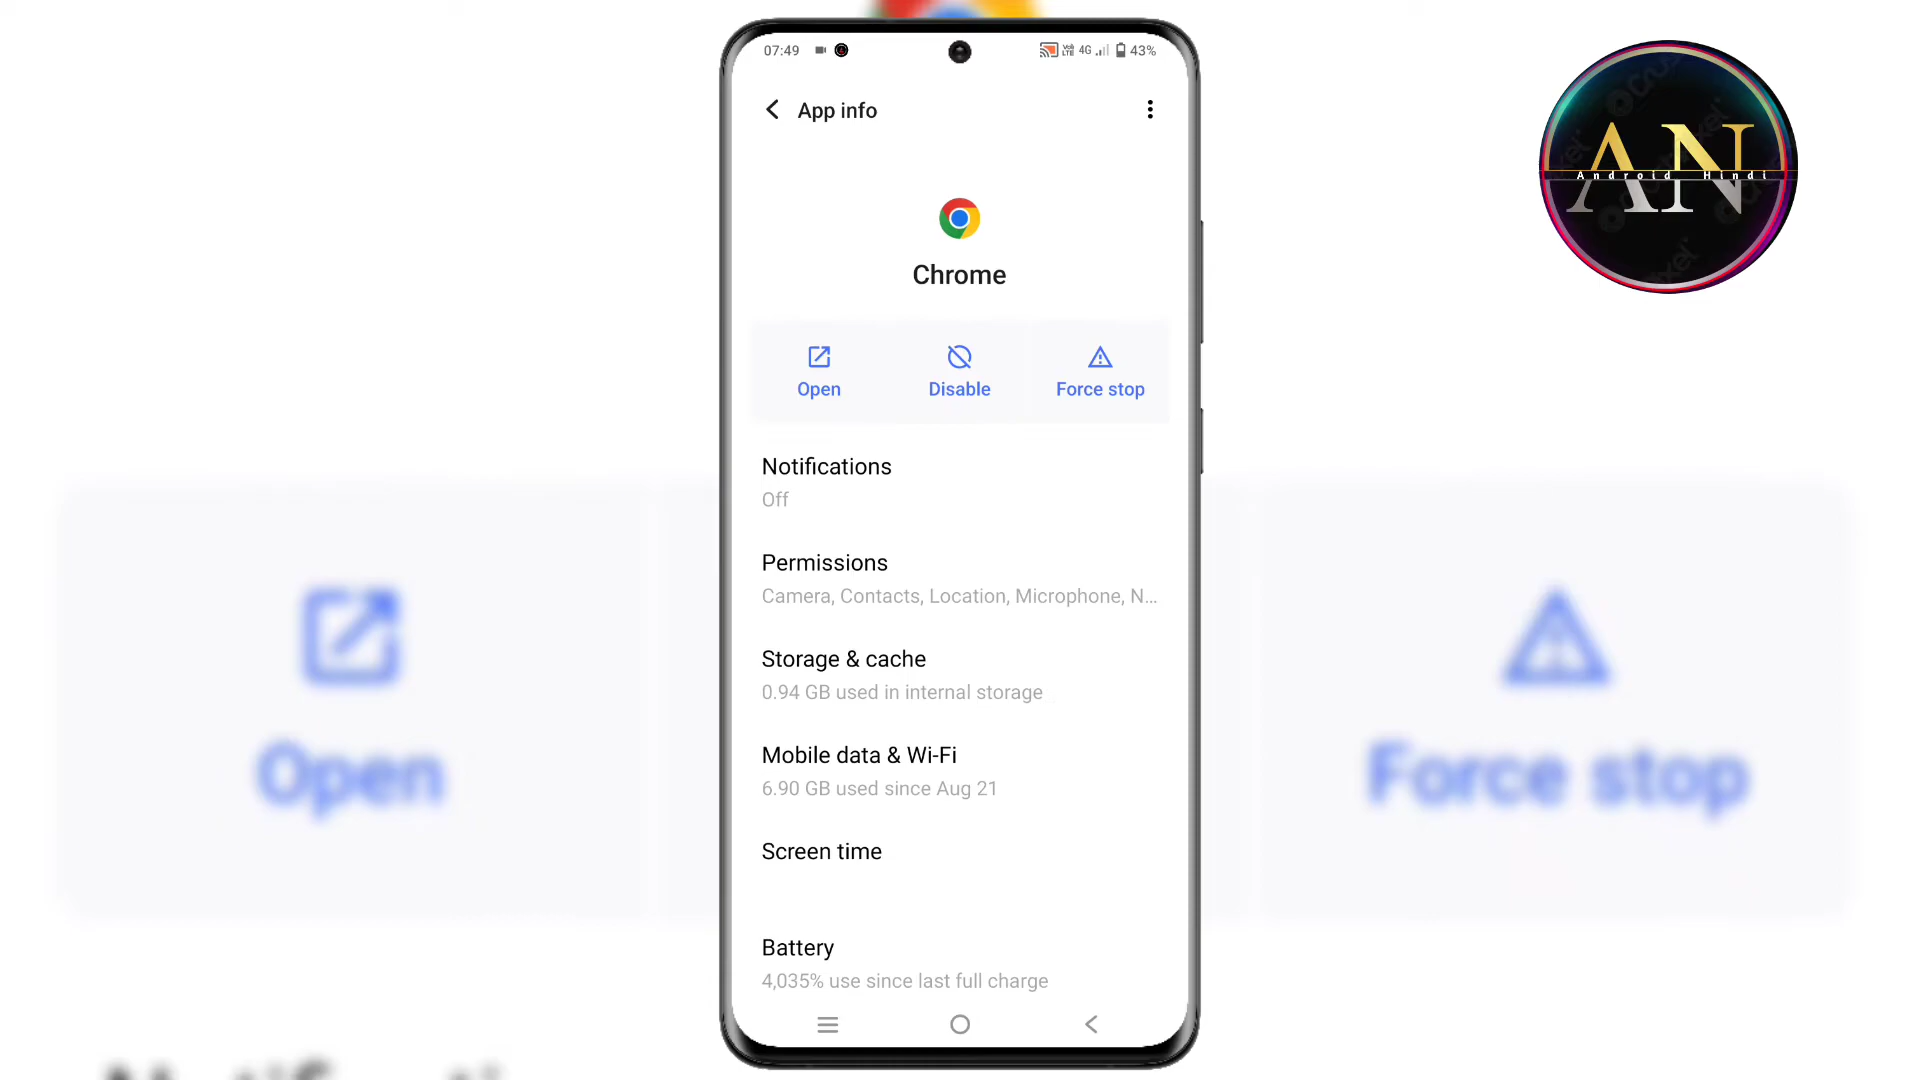 07:49
Vo)) LTE 4G 43%
App info
Android Hindi
AN
Chrome
Open
Disable
Force stop
Notifications
Off
Permissions
Camera, Contacts, Location, Microphone, N...
Storage & cache
0.94 GB used in internal storage
Open
Force stop
Mobile data & Wi-Fi
6.90 GB used since Aug 21
Screen time
Battery
4,035% use since last full charge